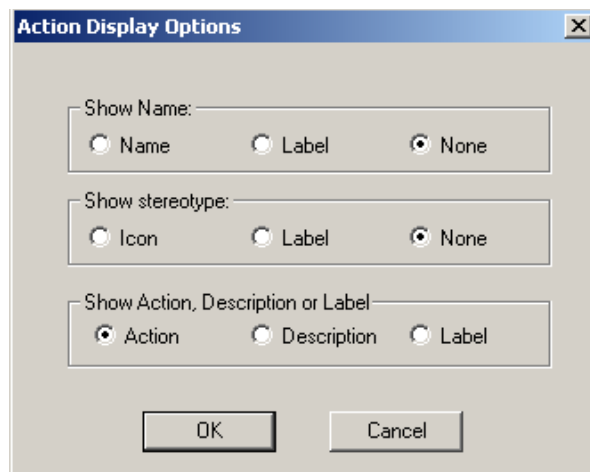 Action Display Options
Show Name:
Name Label None
Show stereotype:
Icon Label None
Show Action, Description or Label
Action Description Label
OK Cancel